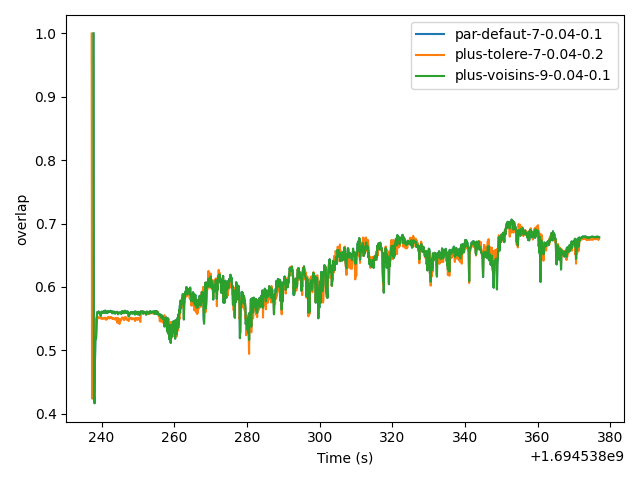 par-defaut-7-0.04-0.1
plus-tolere-7-0.04-0.2
plus-voisins-9-0.04-0.1
1.0
0.9
0.8
0.7
0.6
0.5
0.4
overlap
240 260 280 300 320 340 360 380
Time (s)
+1.694538e9